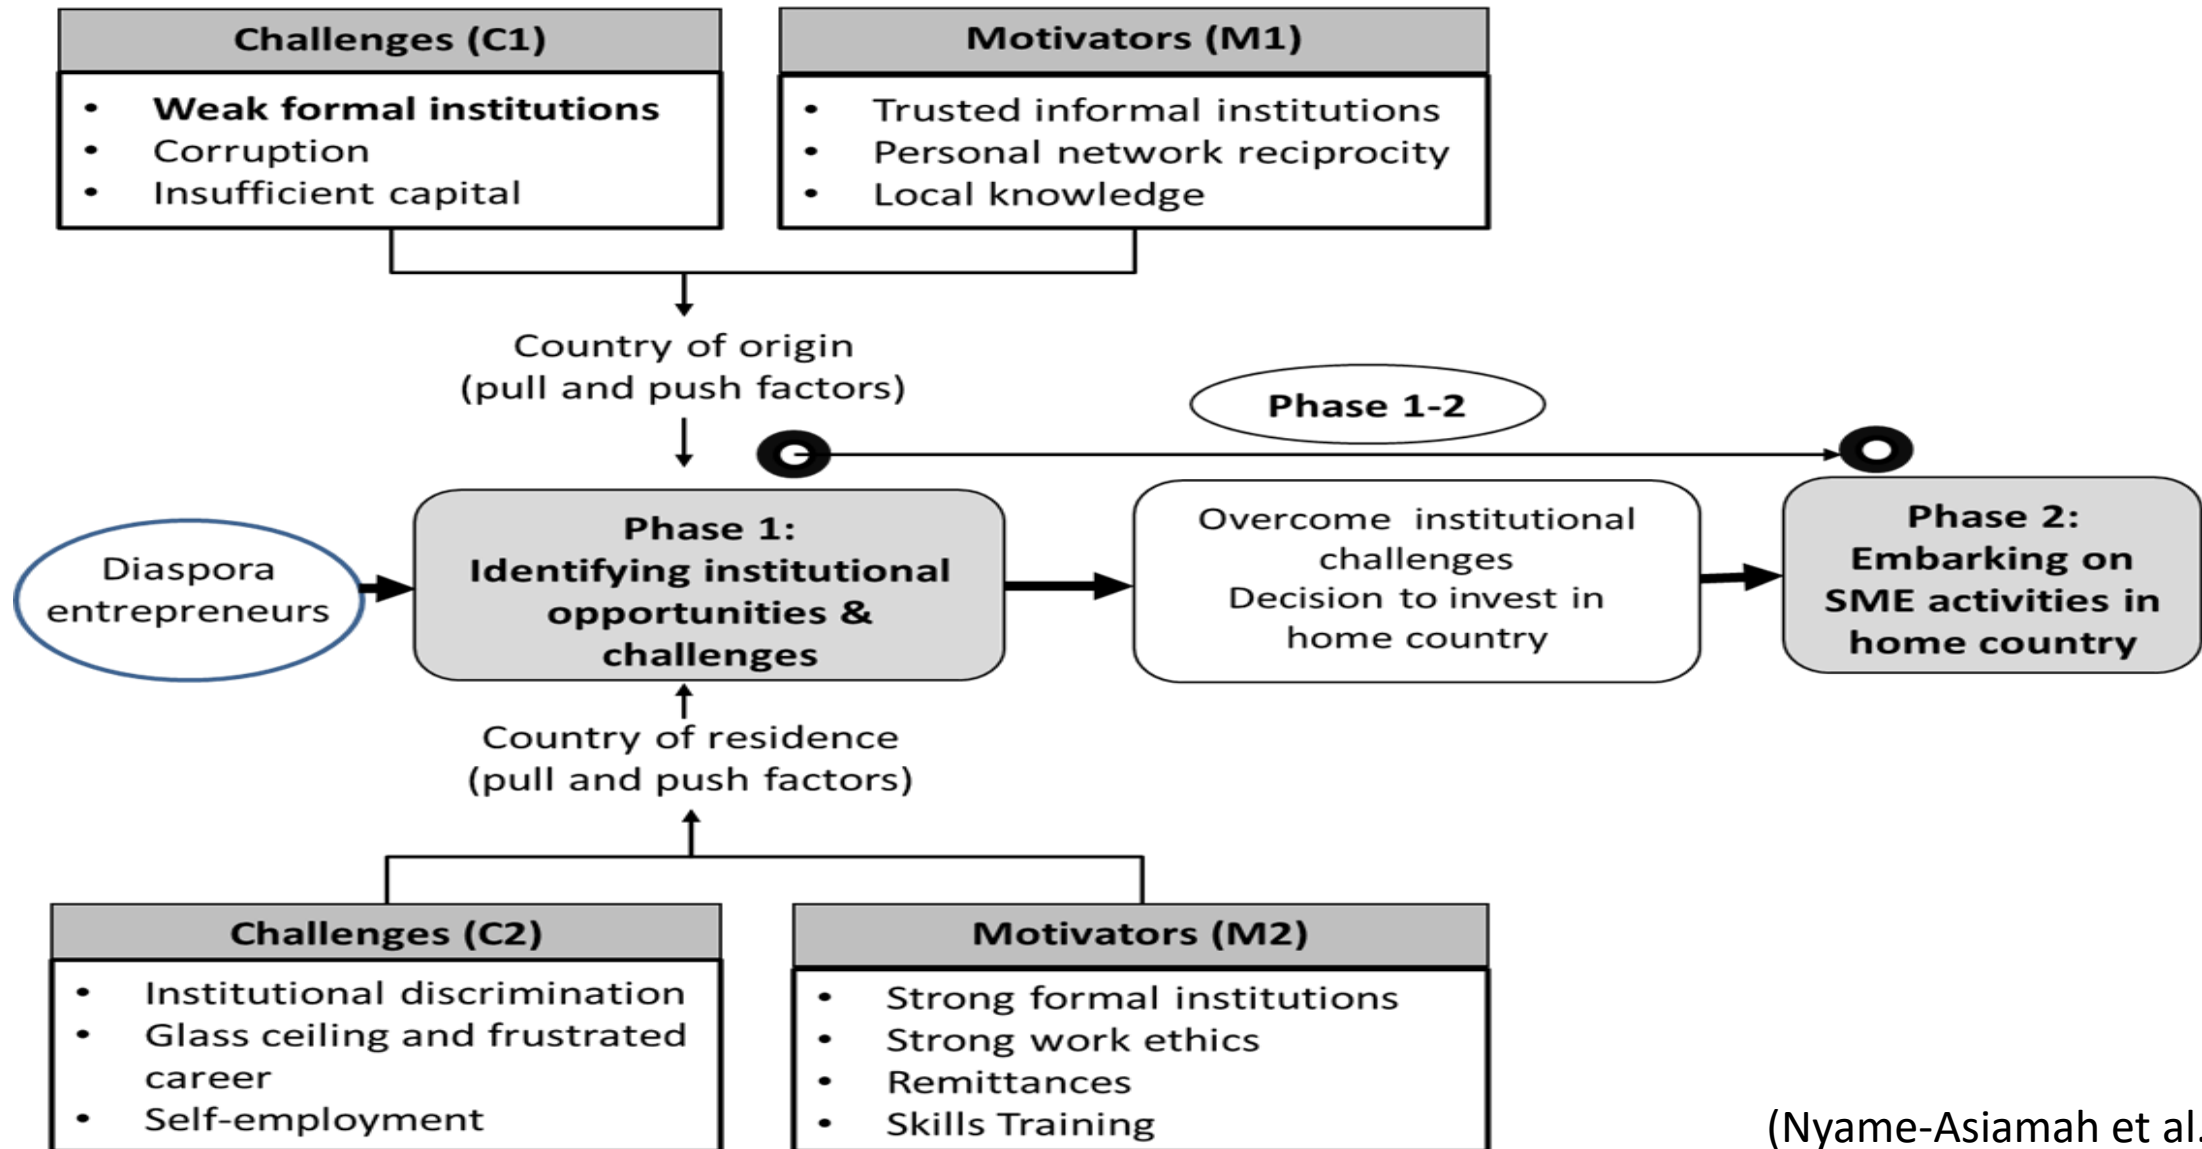 Challenges (C1)
• Weak formal institutions
• Corruption
• Insufficient capital
Motivators (M1)
• Trusted informal institutions
• Personal network reciprocity
• Local knowledge
Country of origin
(pull and push factors)
Phase 1-2
Diaspora
entrepreneurs
Phase 1:
Identifying institutional
opportunities &
challenges
Overcome institutional
challenges
Decision to invest in
home country
Phase 2:
Embarking on
SME activities in
home country
Country of residence
(pull and push factors)
Challenges (C2)
• Institutional discrimination
• Glass ceiling and frustrated
career
• Self-employment
Motivators (M2)
• Strong formal institutions
• Strong work ethics
• Remittances
• Skills Training
(Nyame-Asiamah et al.